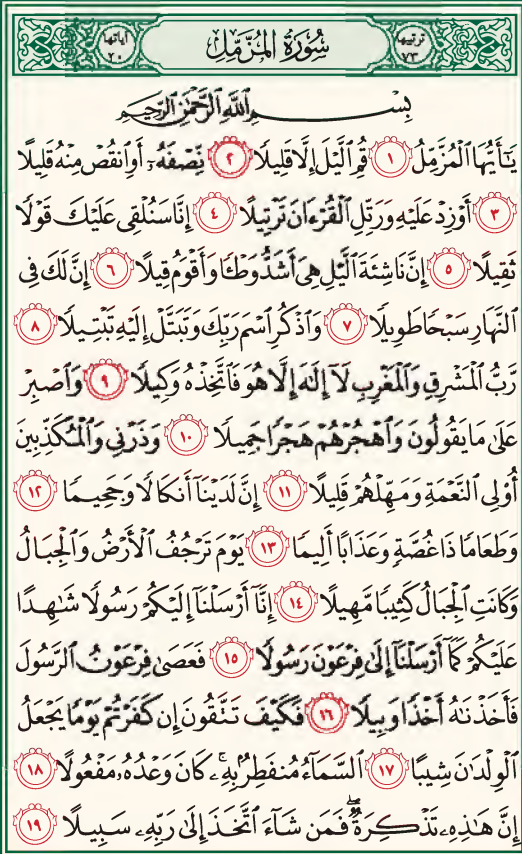 ترتيبها ٧٣ سُورَةُ المُزَّمِّلِ آياتها ٢٠
بِسْمِ ٱللَّهِ ٱلرَّحْمَٰنِ ٱلرَّحِيمِ
يَٰٓأَيُّهَا ٱلْمُزَّمِّلُ ١ قُمِ ٱلَّيْلَ إِلَّا قَلِيلًا ٢ نِّصْفَهُۥٓ أَوِ ٱنقُصْ مِنْهُ قَلِيلًا
٣ أَوْ زِدْ عَلَيْهِ وَرَتِّلِ ٱلْقُرْءَانَ تَرْتِيلًا ٤ إِنَّا سَنُلْقِى عَلَيْكَ قَوْلًا
ثَقِيلًا ٥ إِنَّ نَاشِئَةَ ٱلَّيْلِ هِىَ أَشَدُّ وَطْـًٔا وَأَقْوَمُ قِيلًا ٦ إِنَّ لَكَ فِى
ٱلنَّهَارِ سَبْحًا طَوِيلًا ٧ وَٱذْكُرِ ٱسْمَ رَبِّكَ وَتَبَتَّلْ إِلَيْهِ تَبْتِيلًا ٨
رَّبُّ ٱلْمَشْرِقِ وَٱلْمَغْرِبِ لَآ إِلَٰهَ إِلَّا هُوَ فَٱتَّخِذْهُ وَكِيلًا ٩ وَٱصْبِرْ
عَلَىٰ مَا يَقُولُونَ وَٱهْجُرْهُمْ هَجْرًا جَمِيلًا ١٠ وَذَرْنِى وَٱلْمُكَذِّبِينَ
أُو۟لِى ٱلنَّعْمَةِ وَمَهِّلْهُمْ قَلِيلًا ١١ إِنَّ لَدَيْنَآ أَنكَالًا وَجَحِيمًا ١٢
وَطَعَامًا ذَا غُصَّةٍ وَعَذَابًا أَلِيمًا ١٣ يَوْمَ تَرْجُفُ ٱلْأَرْضُ وَٱلْجِبَالُ
وَكَانَتِ ٱلْجِبَالُ كَثِيبًا مَّهِيلًا ١٤ إِنَّآ أَرْسَلْنَآ إِلَيْكُمْ رَسُولًا شَٰهِدًا
عَلَيْكُمْ كَمَآ أَرْسَلْنَآ إِلَىٰ فِرْعَوْنَ رَسُولًا ١٥ فَعَصَىٰ فِرْعَوْنُ ٱلرَّسُولَ
فَأَخَذْنَٰهُ أَخْذًا وَبِيلًا ١٦ فَكَيْفَ تَتَّقُونَ إِن كَفَرْتُمْ يَوْمًا يَجْعَلُ
ٱلْوِلْدَٰنَ شِيبًا ١٧ ٱلسَّمَآءُ مُنفَطِرٌۢ بِهِۦ ۚ كَانَ وَعْدُهُۥ مَفْعُولًا ١٨
إِنَّ هَٰذِهِۦ تَذْكِرَةٌ ۖ فَمَن شَآءَ ٱتَّخَذَ إِلَىٰ رَبِّهِۦ سَبِيلًا ١٩